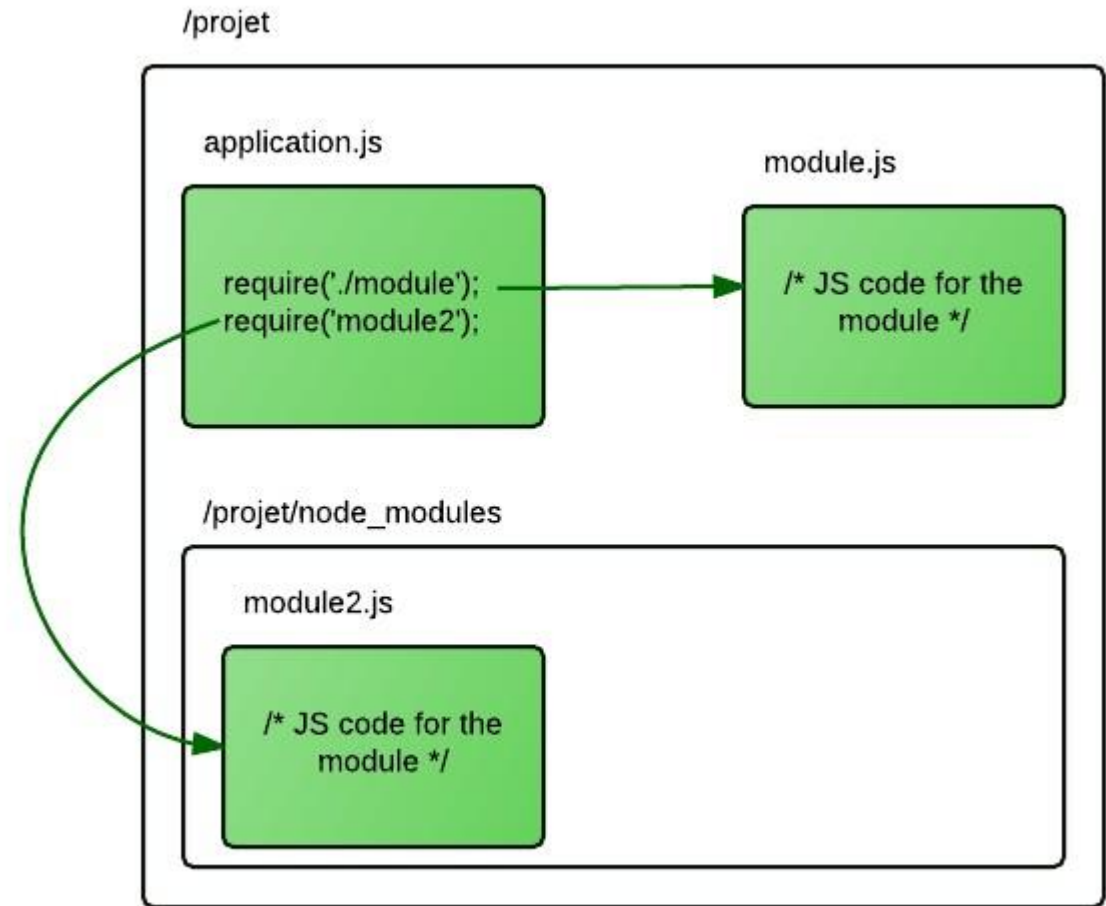 /projet
application.js
module.js
require('./module');
require('module2');
/* JS code for the
module */
/projet/node_modules
module2.js
/* JS code for the
module */